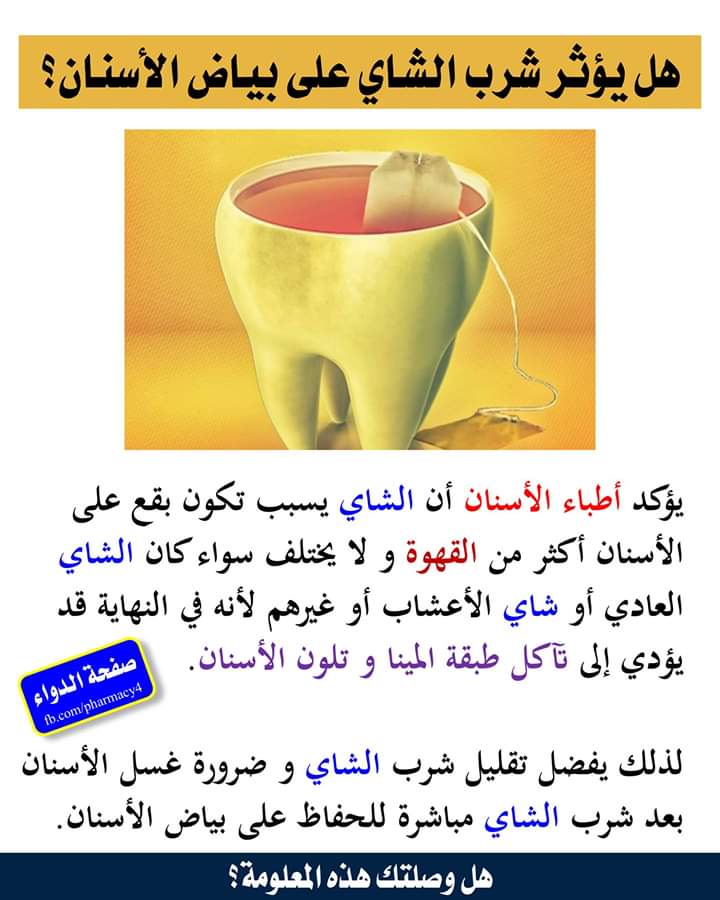 هل يؤثر شرب الشاي على بياض الأسنان؟
يؤكد أطباء الأسنان أن الشاي يسبب تكون بقع على
الأسنان أكثر من القهوة و لا يختلف سواء كان الشاي
العادي أو شاي الأعشاب أو غيرهم لأنه في النهاية قد
يؤدي إلى تآكل طبقة المينا و تلون الأسنان.
صفحة الدواء
fb.com/pharmacy4
لذلك يفضل تقليل شرب الشاي و ضرورة غسل الأسنان
بعد شرب الشاي مباشرة للحفاظ على بياض الأسنان.
هل وصلتك هذه المعلومة؟